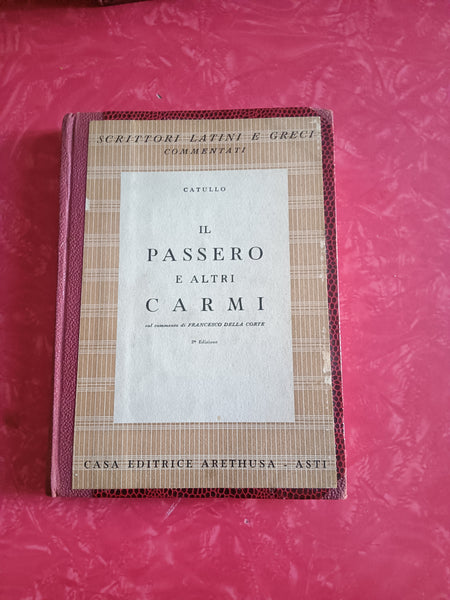 SCRITTORI LATINI E GRECI
COMMENTATI
CATULLO
IL
PASSERO
E ALTRI
CARMI
col commento di FRANCESCO DELLA CORTE
2ª Edizione
CASA EDITRICE ARETHUSA - ASTI